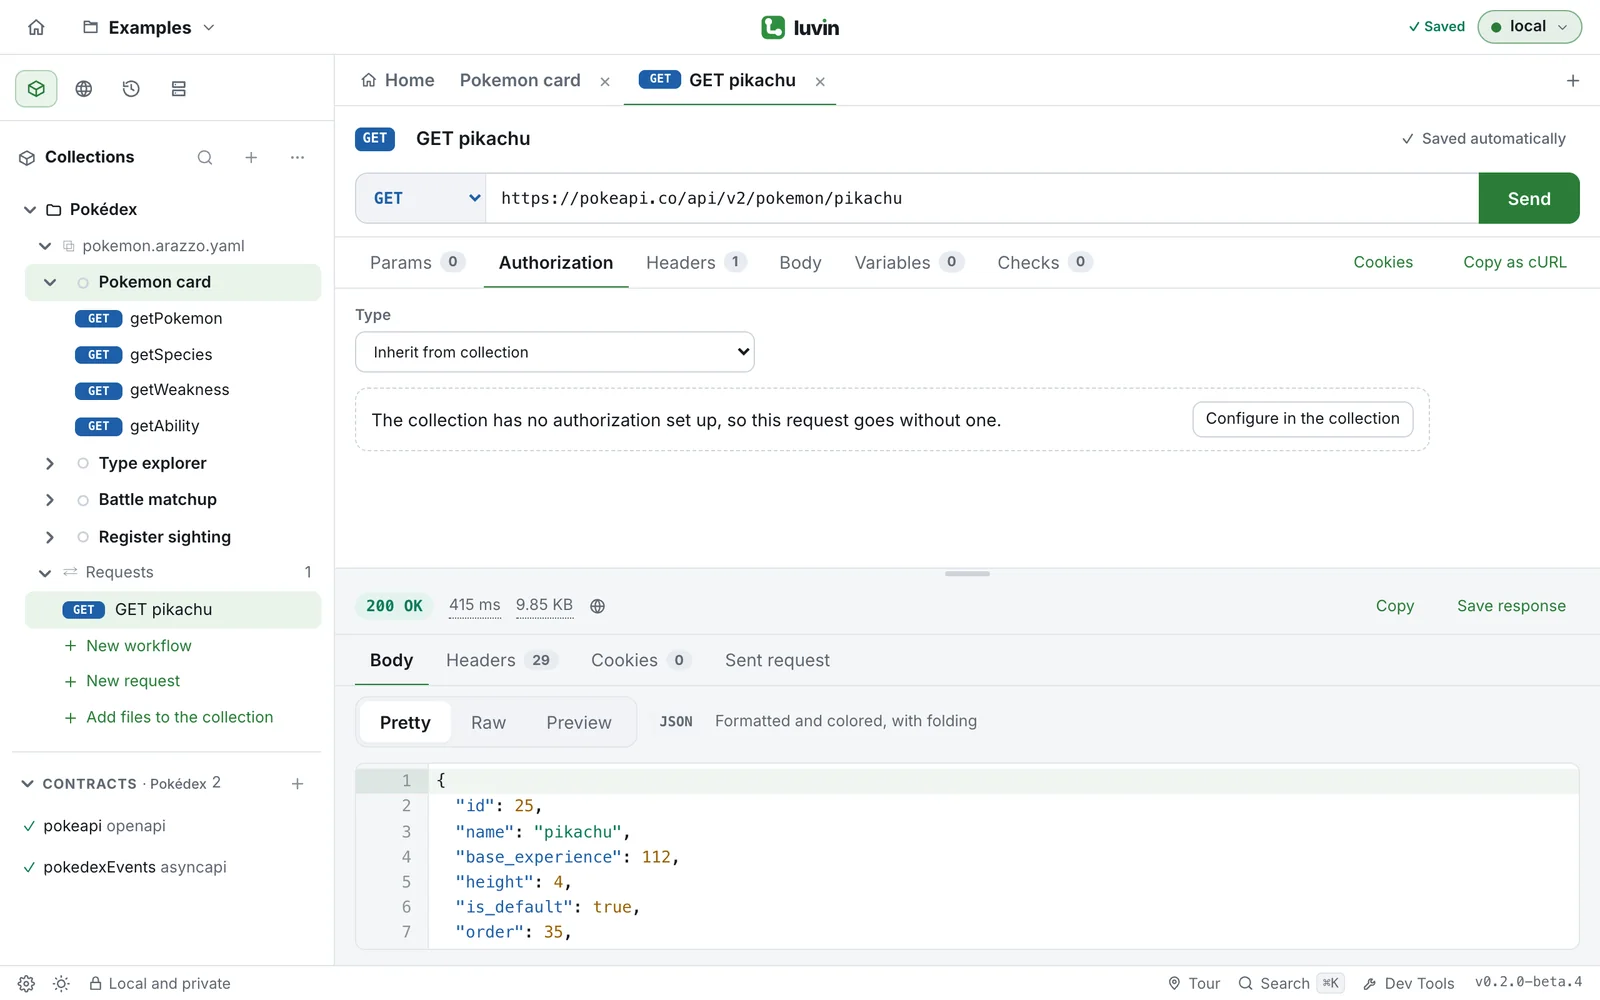 Examples
luvin
✓ Saved
local
Home
Pokemon card ×
GET GET pikachu ×
Collections
GET GET pikachu
✓ Saved automatically
GET https://pokeapi.co/api/v2/pokemon/pikachu Send
Pokédex
pokemon.arazzo.yaml
Pokemon card
GET getPokemon
GET getSpecies
GET getWeakness
GET getAbility
Type explorer
Battle matchup
Register sighting
Requests 1
GET GET pikachu
+ New workflow
+ New request
+ Add files to the collection
CONTRACTS · Pokédex 2
✓ pokeapi openapi
✓ pokedexEvents asyncapi
Params 0 Authorization Headers 1 Body Variables 0 Checks 0 Cookies Copy as cURL
Type
Inherit from collection
The collection has no authorization set up, so this request goes without one. Configure in the collection
200 OK 415 ms 9.85 KB Copy Save response
Body Headers 29 Cookies 0 Sent request
Pretty Raw Preview JSON Formatted and colored, with folding
1 {
2 "id": 25,
3 "name": "pikachu",
4 "base_experience": 112,
5 "height": 4,
6 "is_default": true,
7 "order": 35,
Local and private
Tour Search ⌘K Dev Tools v0.2.0-beta.4